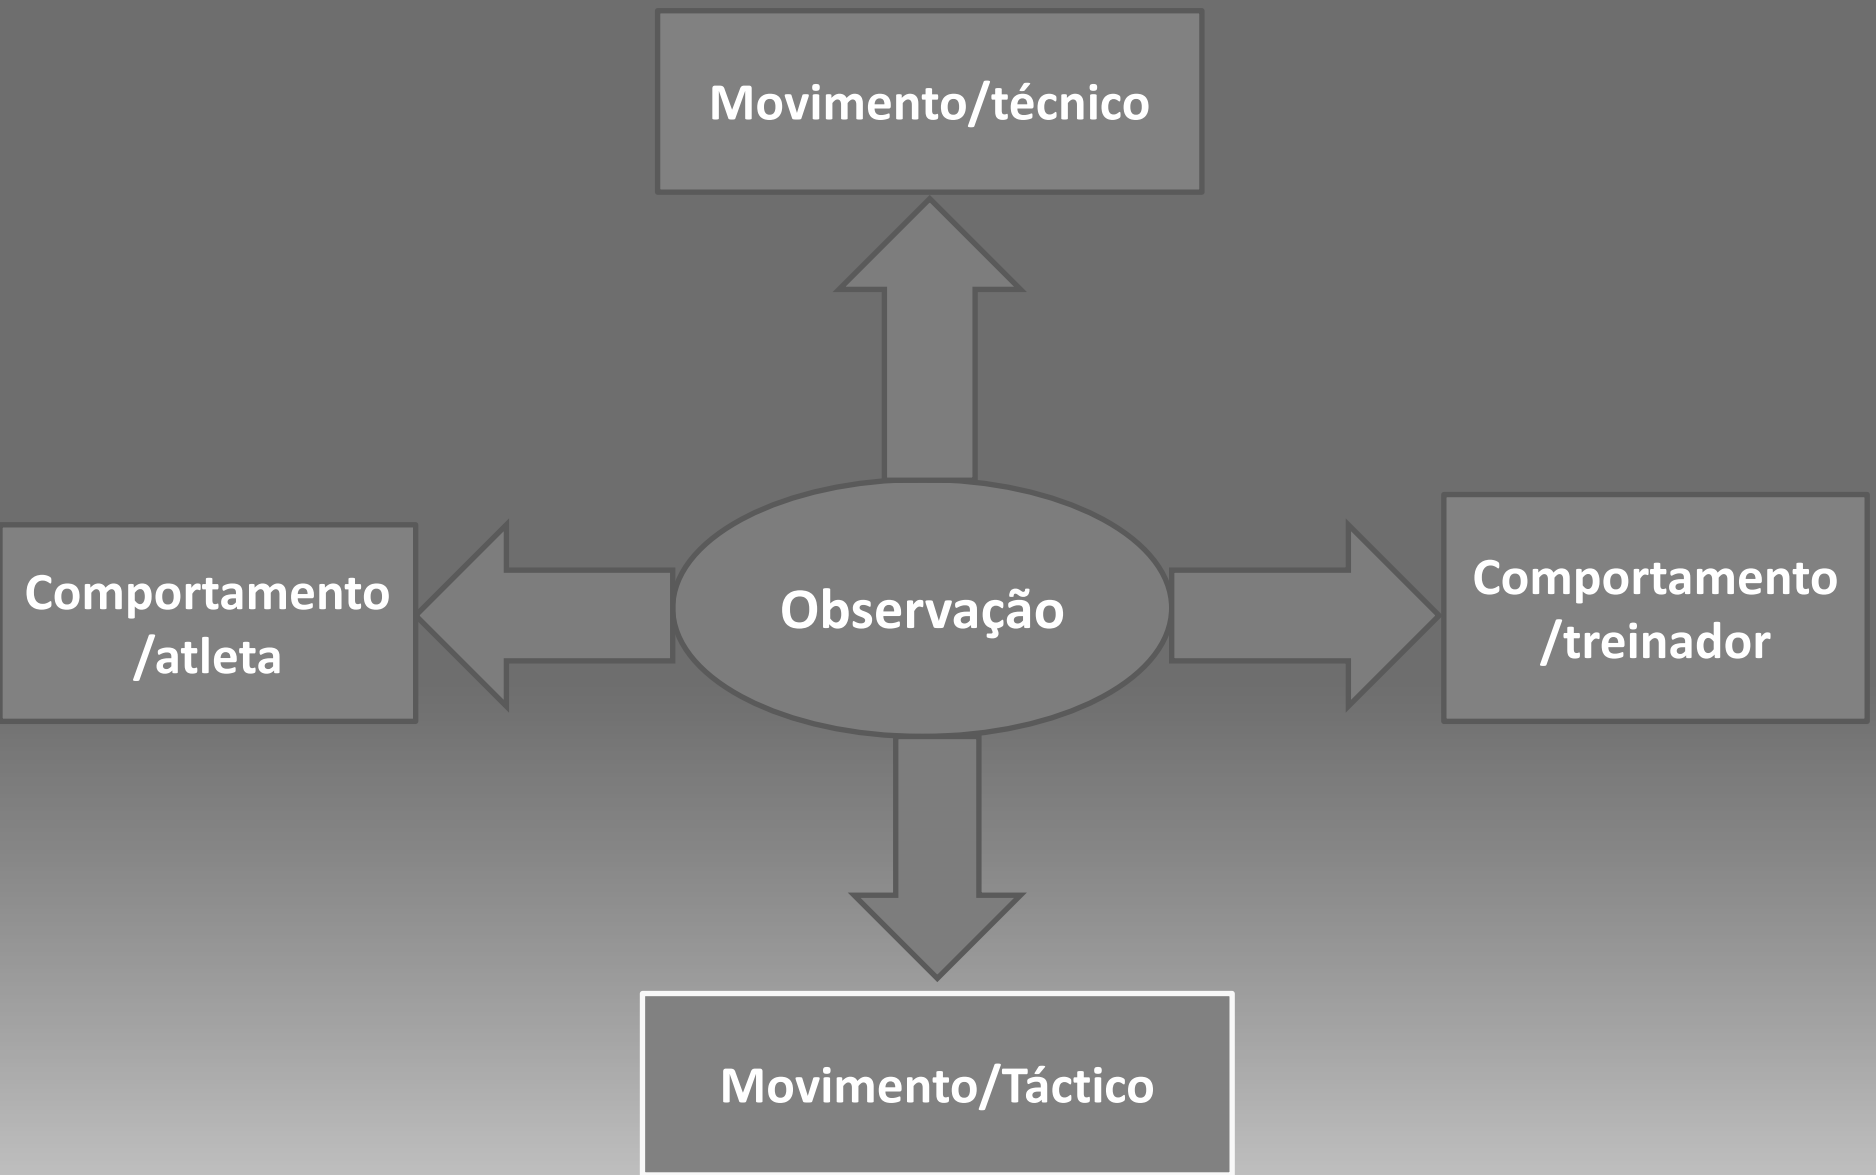 Movimento/técnico
Comportamento
/atleta
Observação
Comportamento
/treinador
Movimento/Táctico